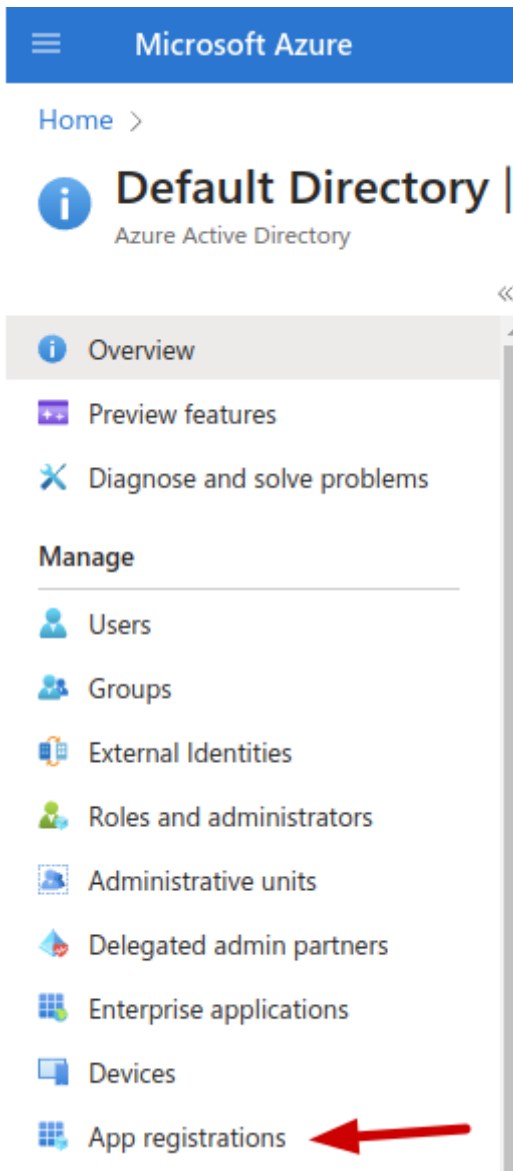 Microsoft Azure
Home >
Default Directory |
Azure Active Directory
«
Overview
Preview features
Diagnose and solve problems
Manage
Users
Groups
External Identities
Roles and administrators
Administrative units
Delegated admin partners
Enterprise applications
Devices
App registrations